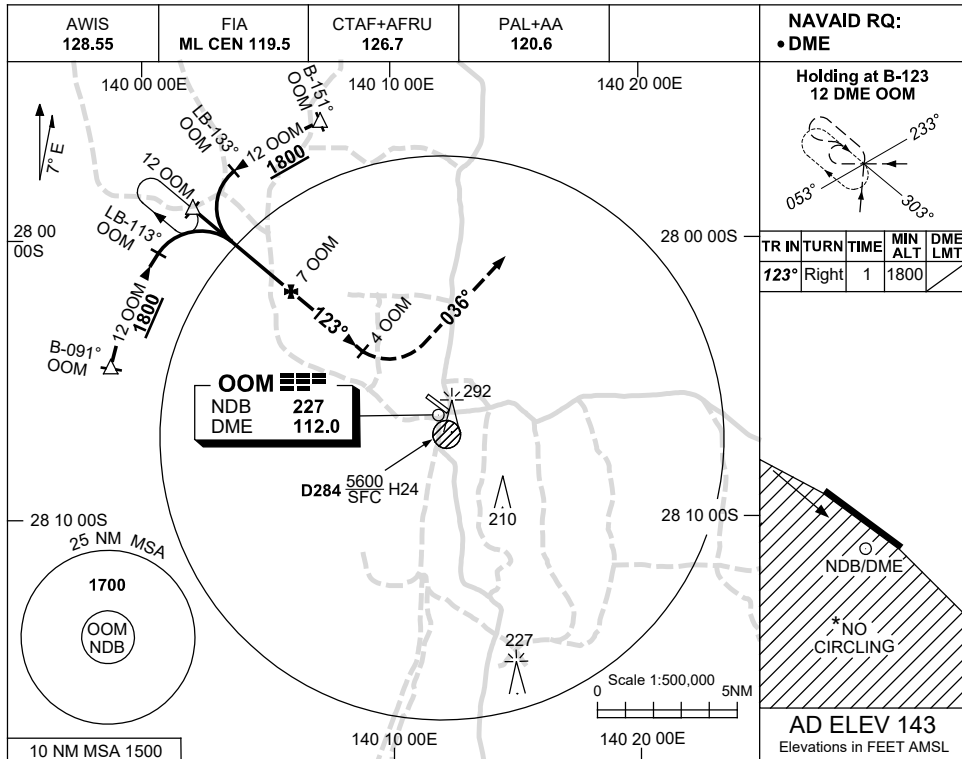 AWIS
128.55
FIA
ML CEN 119.5
CTAF+AFRU
126.7
PAL+AA
120.6
NAVAID RQ:
• DME
140 00 00E
140 10 00E
140 20 00E
7° E
B-151°
OOM
LB-133°
OOM
12 OOM
1800
12 OOM
LB-113°
OOM
12 OOM
1800
B-091°
OOM
7 OOM
123°
4 OOM
036°
28 00
00S
28 00 00S
OOM
NDB 227
DME 112.0
292
D284 5600
SFC H24
210
28 10 00S
28 10 00S
25 NM MSA
1700
OOM
NDB
227
Scale 1:500,000
0 5NM
10 NM MSA 1500
140 10 00E
140 20 00E
Holding at B-123
12 DME OOM
233°
053°
303°
TR IN TURN TIME MIN ALT DME LMT
123° Right 1 1800
NDB/DME
*NO
CIRCLING
AD ELEV 143
Elevations in FEET AMSL